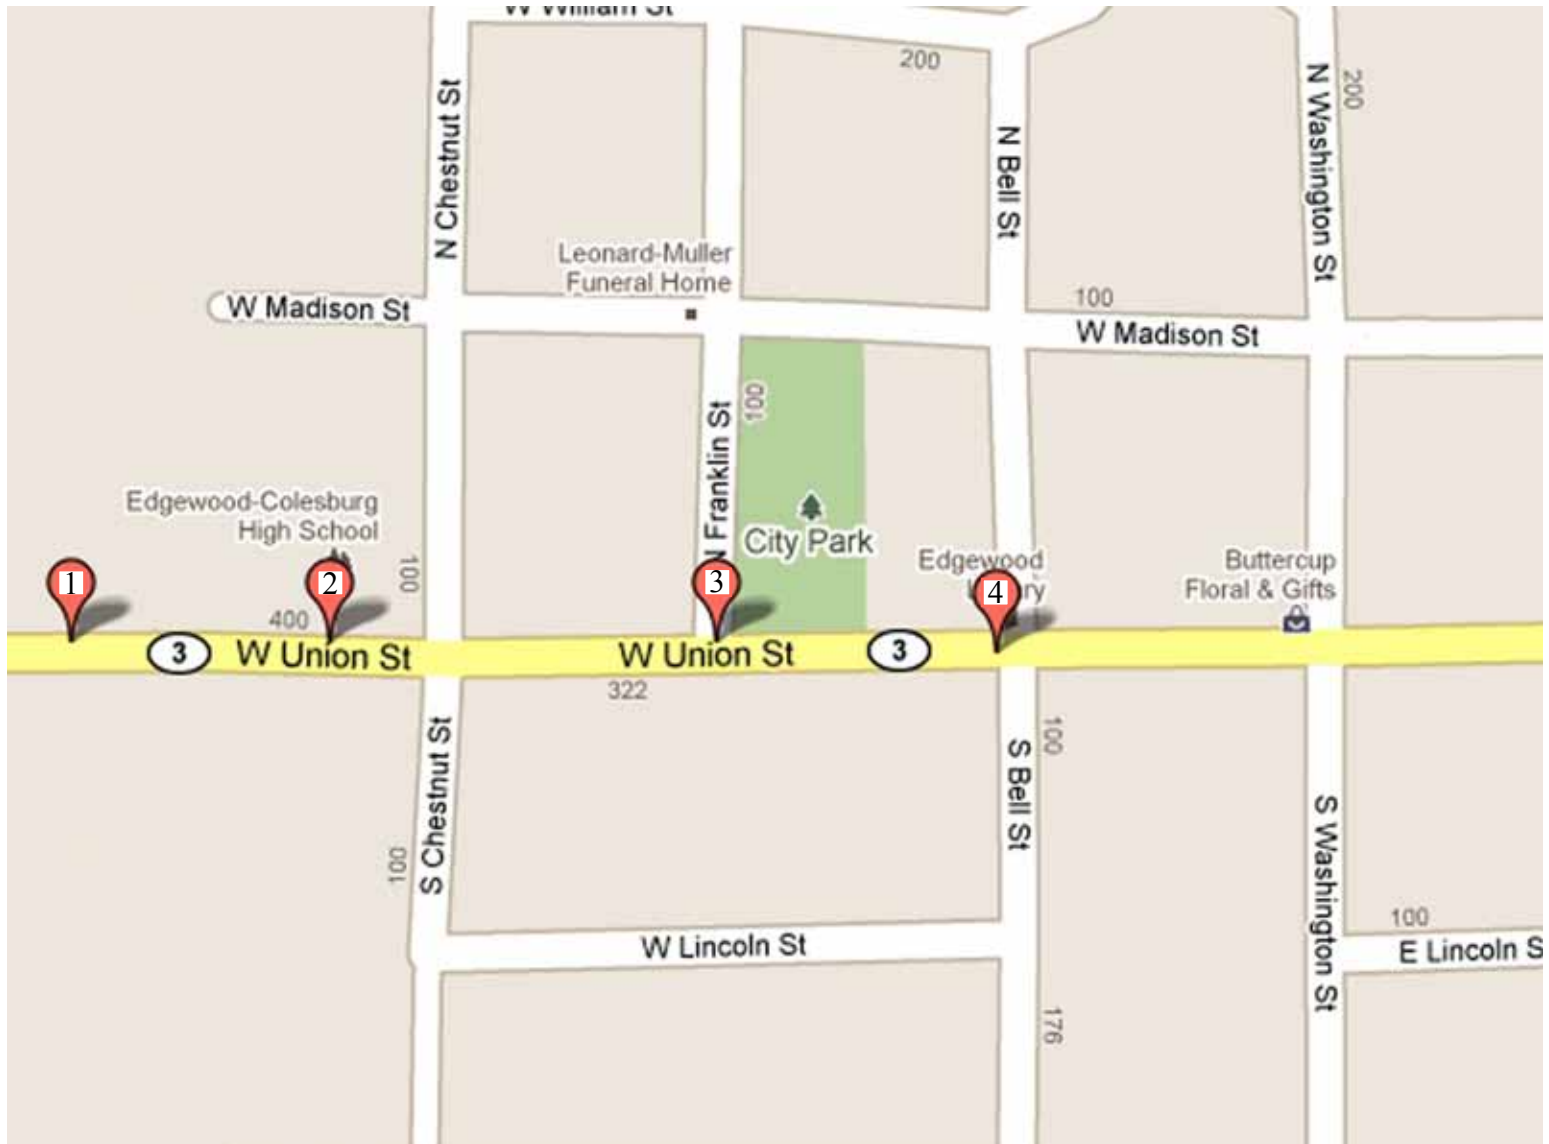 W William St
200
N Chestnut St
N Bell St
N Washington St
200
Leonard-Muller
Funeral Home
W Madison St
100
W Madison St
100
N Franklin St
Edgewood-Colesburg
High School
100
City Park
Edgewood
Buttercup
Floral & Gifts
1
2
3
4
400
3
W Union St
W Union St
3
322
S Chestnut St
100
S Bell St
100
S Washington St
W Lincoln St
100
E Lincoln S
176